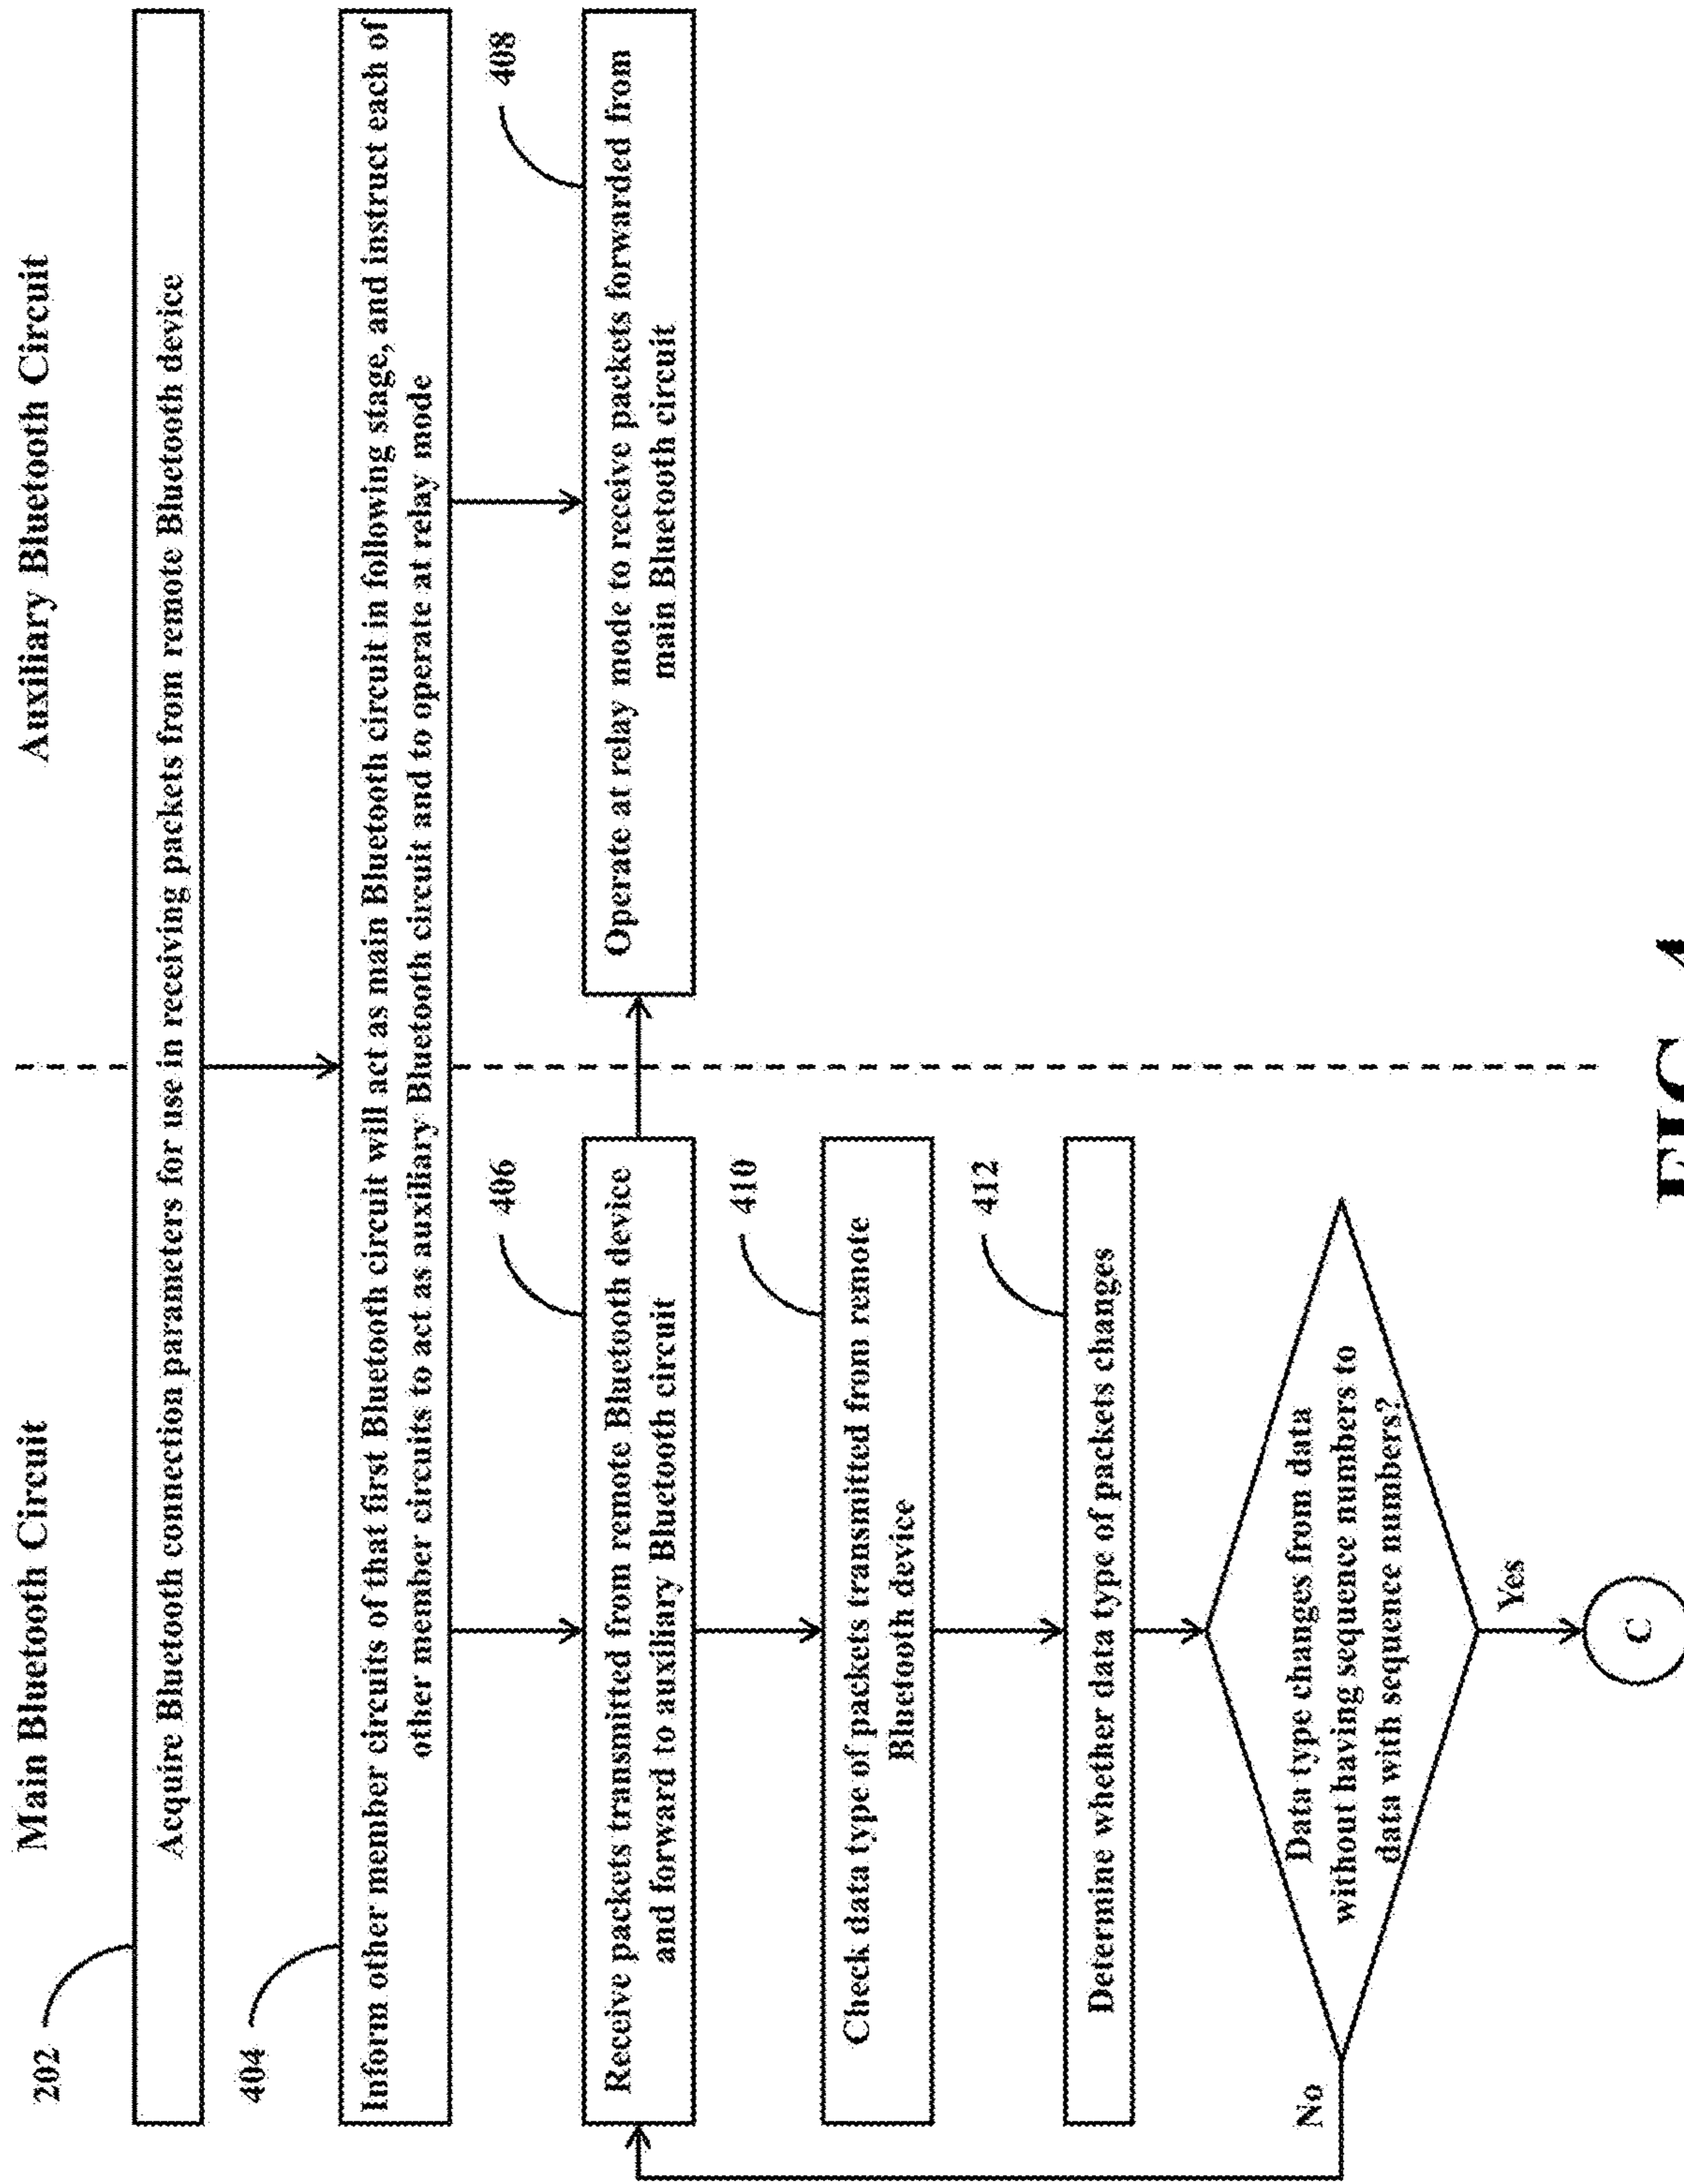 Main Bluetooth Circuit
Auxiliary Bluetooth Circuit
202
Acquire Bluetooth connection parameters for use in receiving packets from remote Bluetooth device
404
Inform other member circuits of that first Bluetooth circuit will act as main Bluetooth circuit in following stage, and instruct each of
other member circuits to act as auxiliary Bluetooth circuit and to operate at relay mode
406
Receive packets transmitted from remote Bluetooth device
and forward to auxiliary Bluetooth circuit
408
Operate at relay mode to receive packets forwarded from
main Bluetooth circuit
410
Check data type of packets transmitted from remote
Bluetooth device
412
Determine whether data type of packets changes
Data type changes from data
without having sequence numbers to
data with sequence numbers?
No
Yes
C
FIG. 4